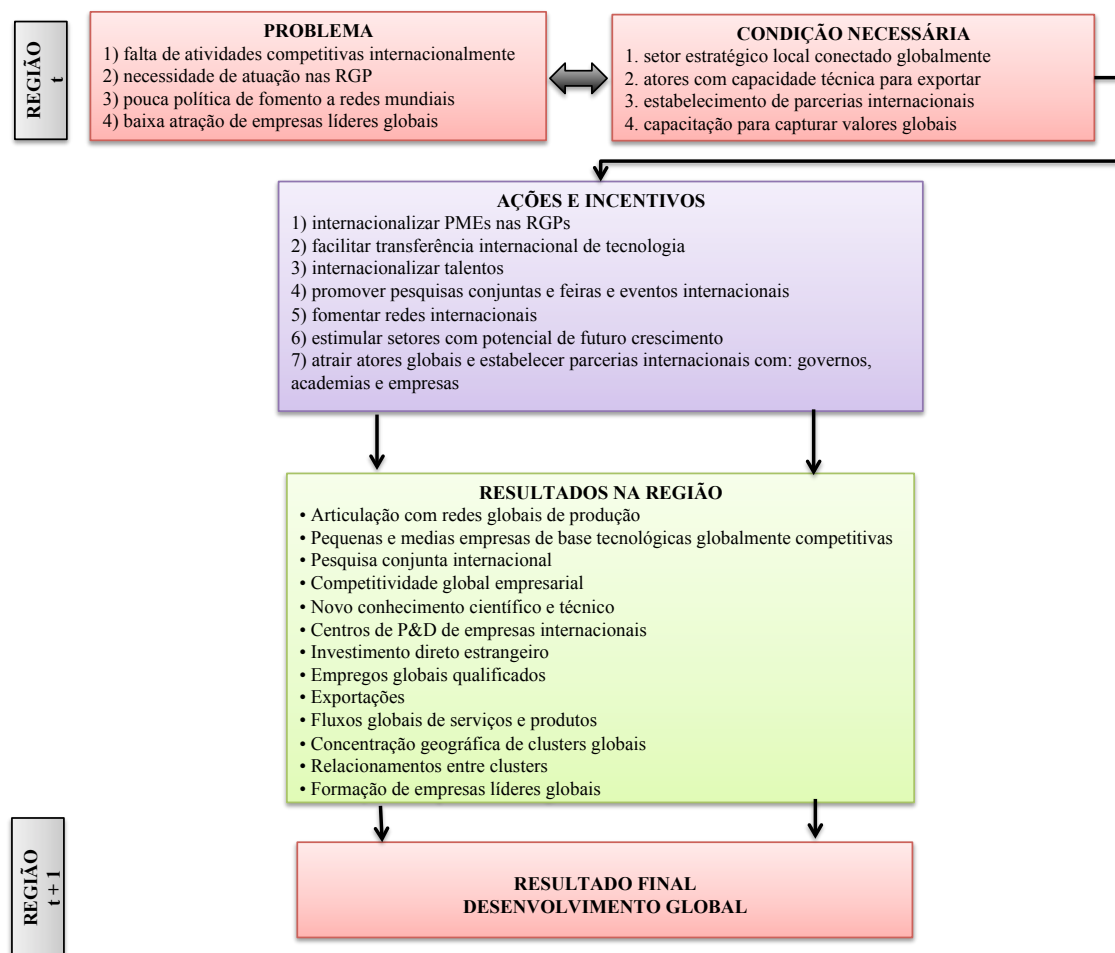 REGIÃO
t
PROBLEMA
1) falta de atividades competitivas internacionalmente
2) necessidade de atuação nas RGP
3) pouca política de fomento a redes mundiais
4) baixa atração de empresas líderes globais
CONDIÇÃO NECESSÁRIA
1. setor estratégico local conectado globalmente
2. atores com capacidade técnica para exportar
3. estabelecimento de parcerias internacionais
4. capacitação para capturar valores globais
AÇÕES E INCENTIVOS
1) internacionalizar PMEs nas RGPs
2) facilitar transferência internacional de tecnologia
3) internacionalizar talentos
4) promover pesquisas conjuntas e feiras e eventos internacionais
5) fomentar redes internacionais
6) estimular setores com potencial de futuro crescimento
7) atrair atores globais e estabelecer parcerias internacionais com: governos,
academias e empresas
RESULTADOS NA REGIÃO
• Articulação com redes globais de produção
• Pequenas e medias empresas de base tecnológicas globalmente competitivas
• Pesquisa conjunta internacional
• Competitividade global empresarial
• Novo conhecimento científico e técnico
• Centros de P&D de empresas internacionais
• Investimento direto estrangeiro
• Empregos globais qualificados
• Exportações
• Fluxos globais de serviços e produtos
• Concentração geográfica de clusters globais
• Relacionamentos entre clusters
• Formação de empresas líderes globais
REGIÃO
t + 1
RESULTADO FINAL
DESENVOLVIMENTO GLOBAL